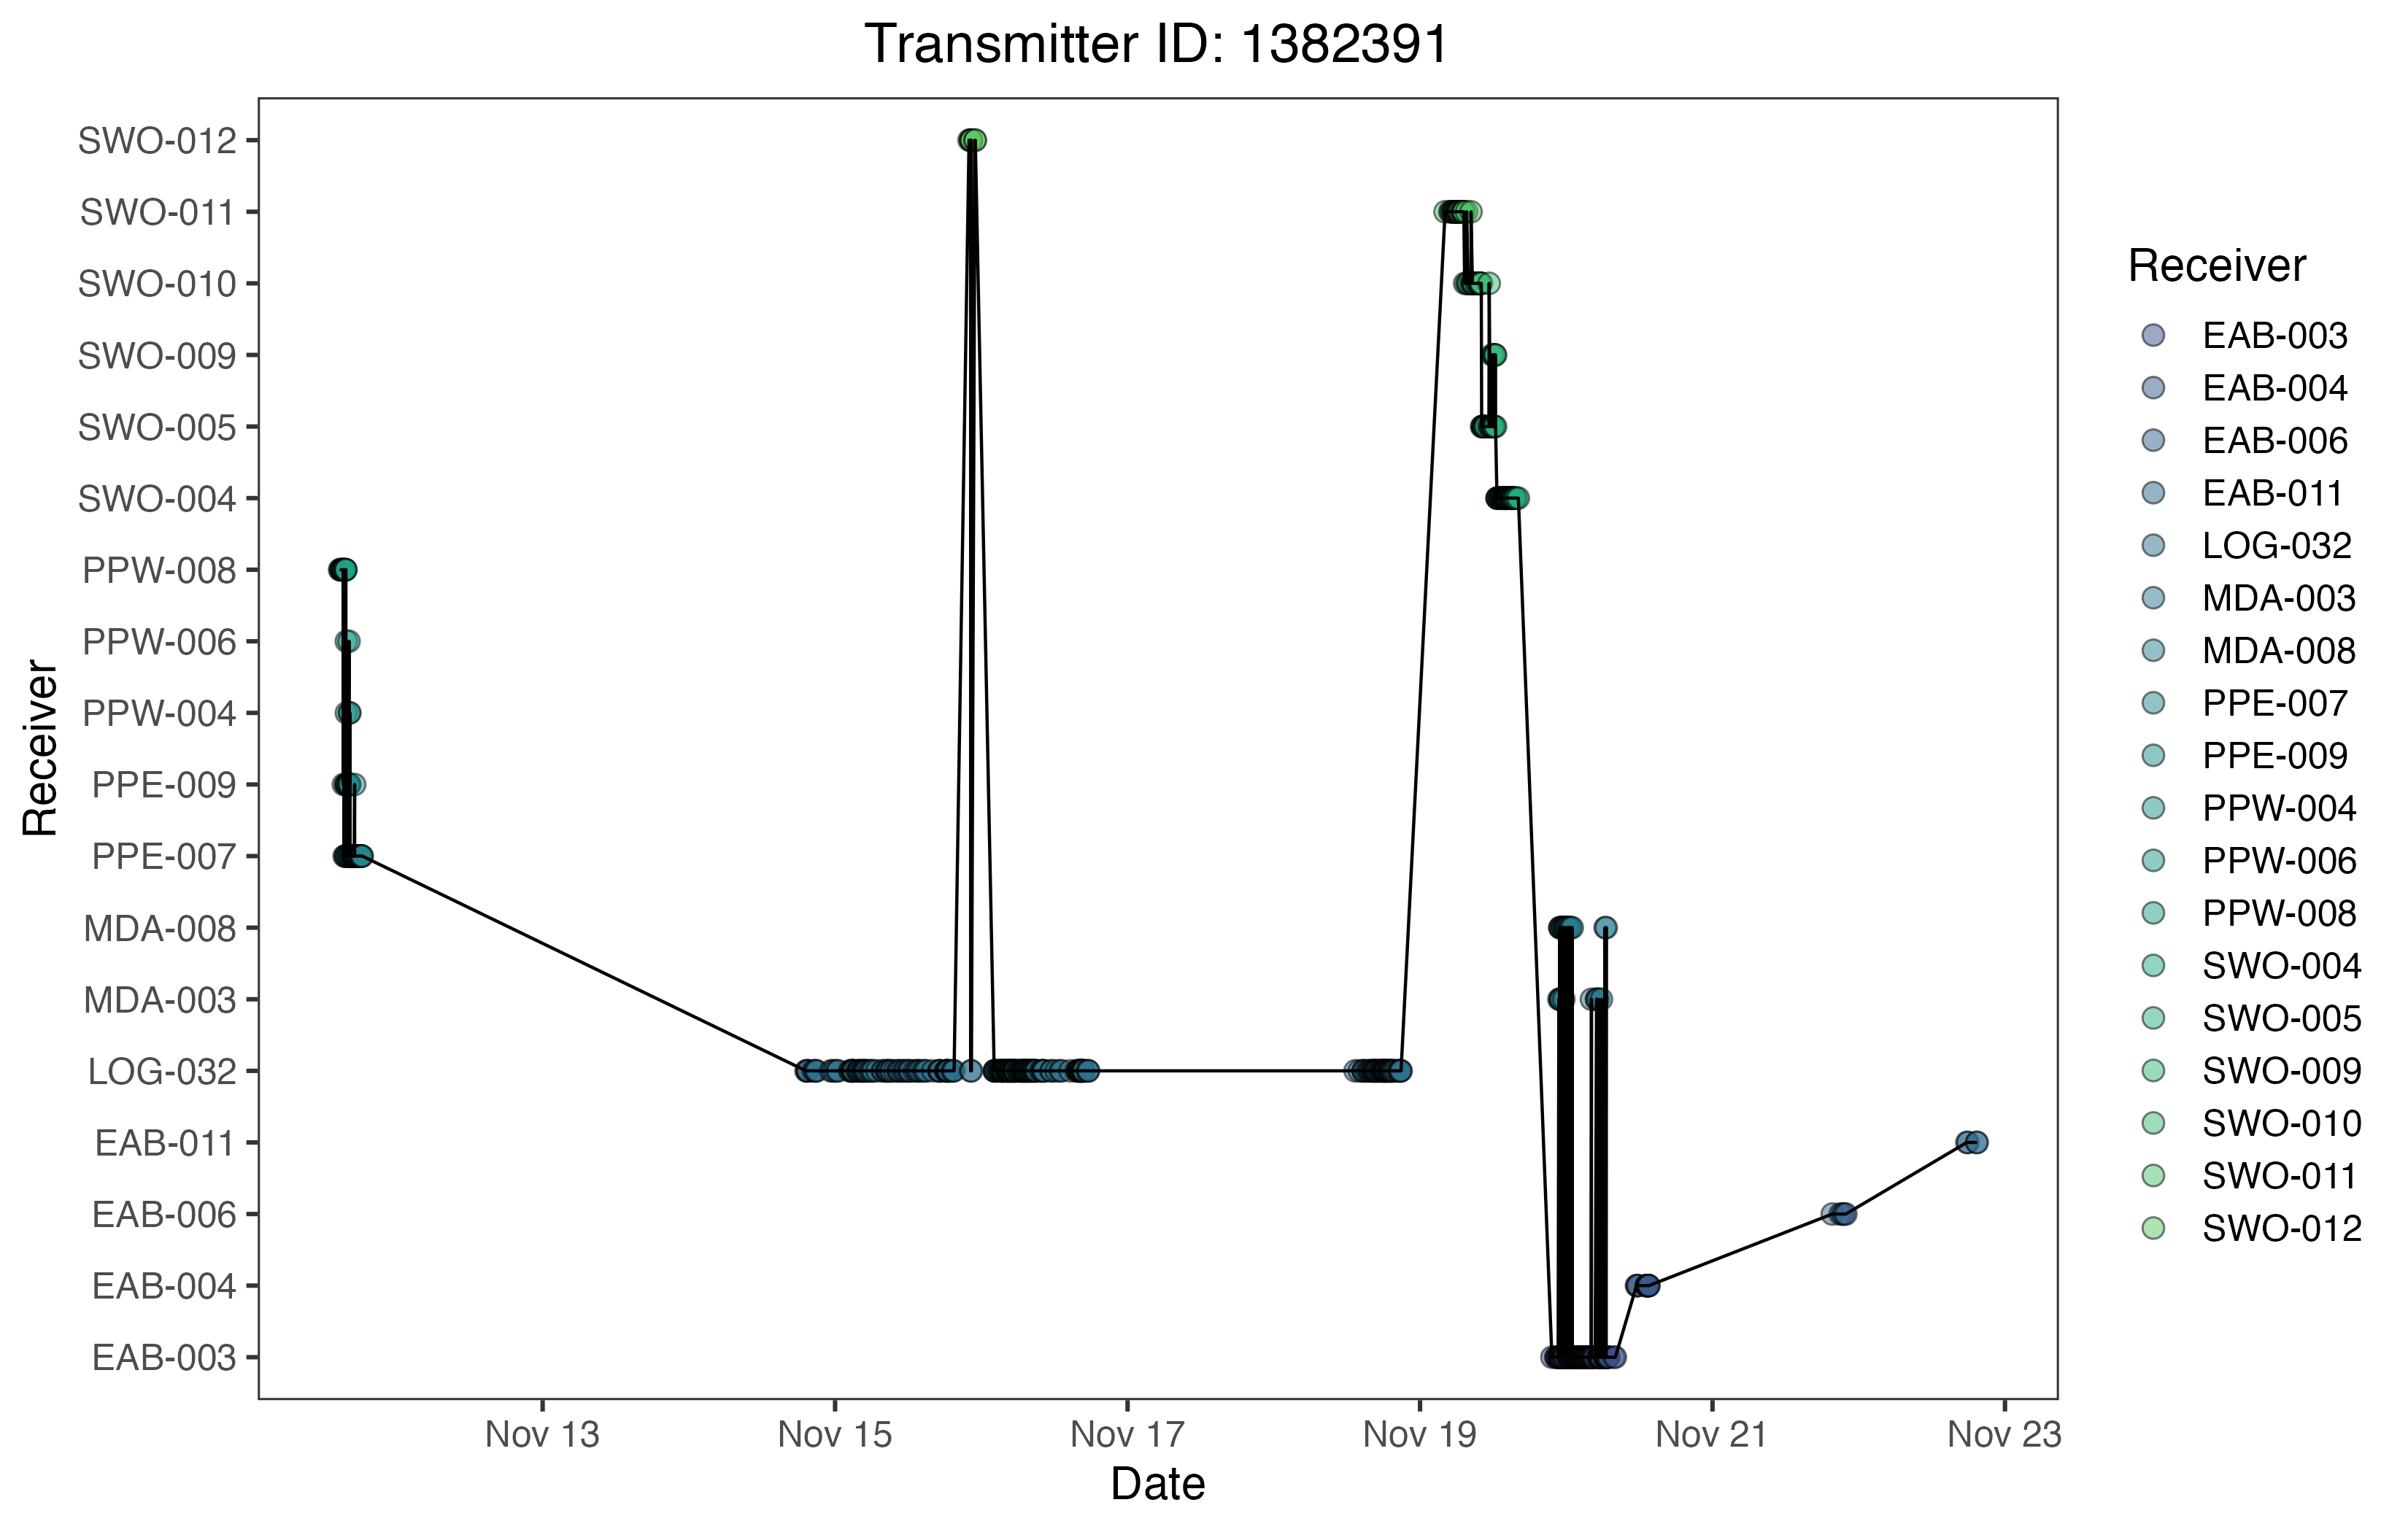 Transmitter ID: 1382391
Receiver
SWO-012
SWO-011
SWO-010
SWO-009
SWO-005
SWO-004
PPW-008
PPW-006
PPW-004
PPE-009
PPE-007
MDA-008
MDA-003
LOG-032
EAB-011
EAB-006
EAB-004
EAB-003
Nov 13
Nov 15
Nov 17
Nov 19
Nov 21
Nov 23
Date
Receiver
EAB-003
EAB-004
EAB-006
EAB-011
LOG-032
MDA-003
MDA-008
PPE-007
PPE-009
PPW-004
PPW-006
PPW-008
SWO-004
SWO-005
SWO-009
SWO-010
SWO-011
SWO-012